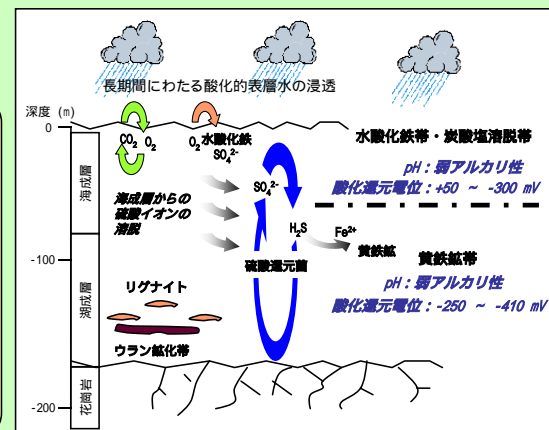 長期間にわたる酸化的表層水の浸透
深度 (m)
0
-100
-200
海成層
湖成層
花崗岩
CO₂ O₂
O₂ 水酸化鉄
SO₄²⁻
海成層からの
硫酸イオンの
溶脱
SO₄²⁻
H₂S
硫酸還元菌
Fe²⁺
黄鉄鉱
リグナイト
ウラン鉱化帯
水酸化鉄帯・炭酸塩溶脱帯
pH:弱アルカリ性
酸化還元電位:+50 ~ -300 mV
黄鉄鉱帯
pH:弱アルカリ性
酸化還元電位:-250 ~ -410 mV